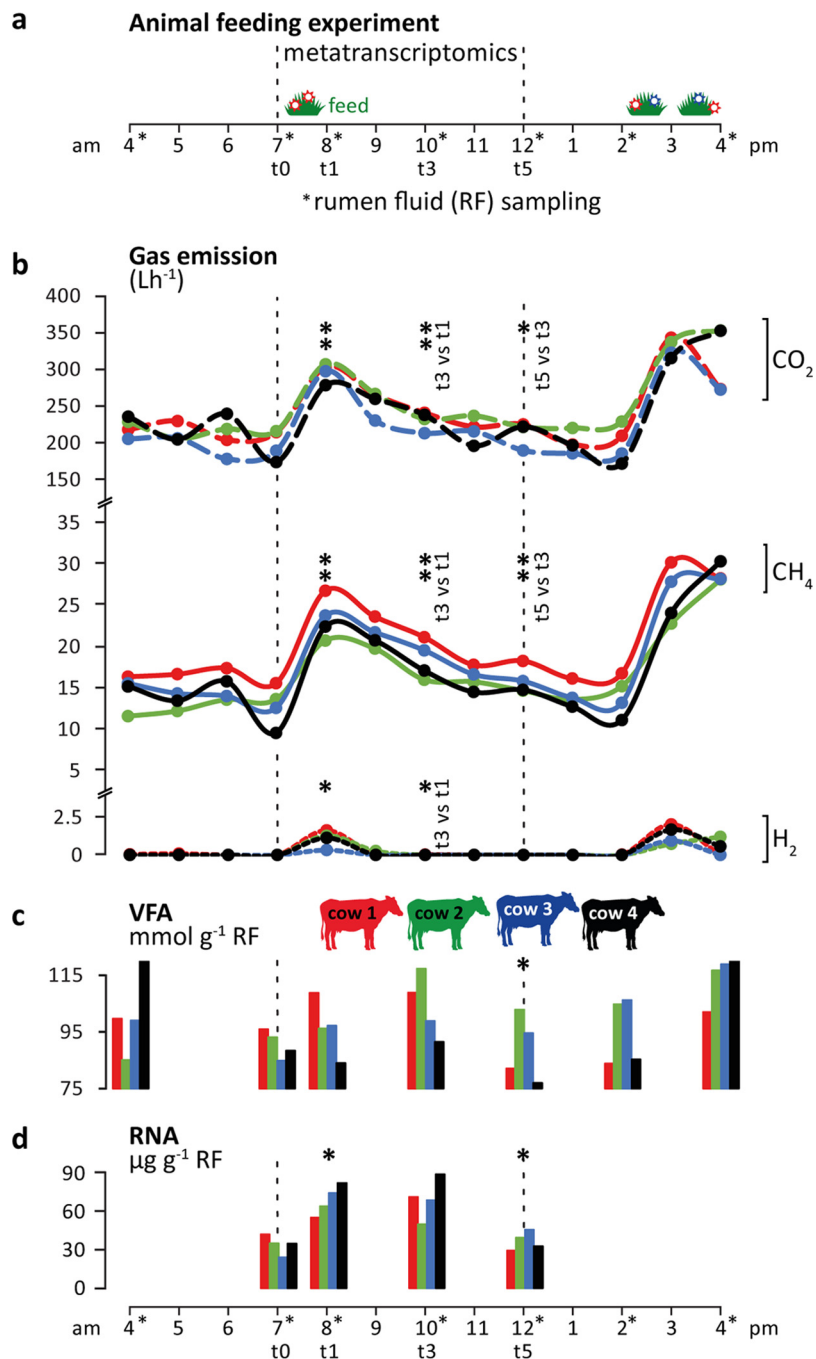 a
Animal feeding experiment
metatranscriptomics
feed
am 4* 5 6 7* 8* 9 10* 11 12* 1 2* 3 4* pm
t0 t1 t3 t5
*rumen fluid (RF) sampling
b
Gas emission
(Lh⁻¹)
400
350
300
250
200
150
** ** t3 vs t1 * t5 vs t3
CO₂
35
30
25
20
15
10
5
** ** t3 vs t1 ** t5 vs t3
CH₄
2.5
0
* * t3 vs t1
H₂
c
VFA
mmol g⁻¹ RF
cow 1 cow 2 cow 3 cow 4
115
95
75
*
d
RNA
µg g⁻¹ RF
90
60
30
0
* *
am 4* 5 6 7* 8* 9 10* 11 12* 1 2* 3 4* pm
t0 t1 t3 t5